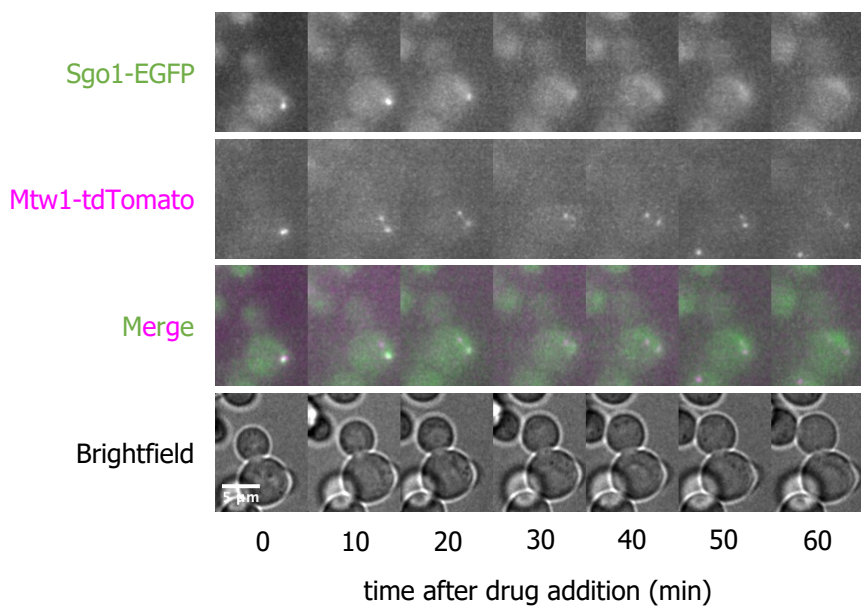 Sgo1-EGFP
Mtw1-tdTomato
Merge
Brightfield
5 μm
0 10 20 30 40 50 60
time after drug addition (min)